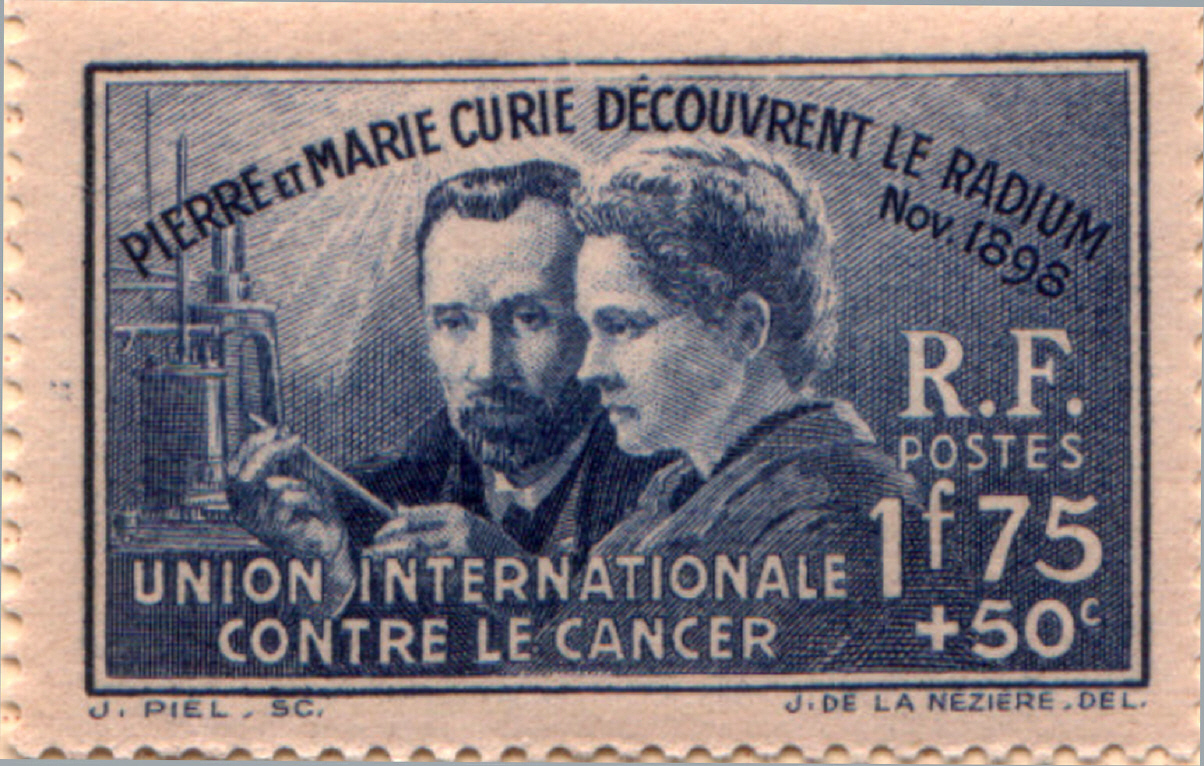 PIERRE ET MARIE CURIE DÉCOUVRENT LE RADIUM
Nov. 1898
R.F.
POSTES
1f75
+50c
UNION INTERNATIONALE
CONTRE LE CANCER
J. PIEL. SC.
J. DE LA NÉZIÈRE. DEL.